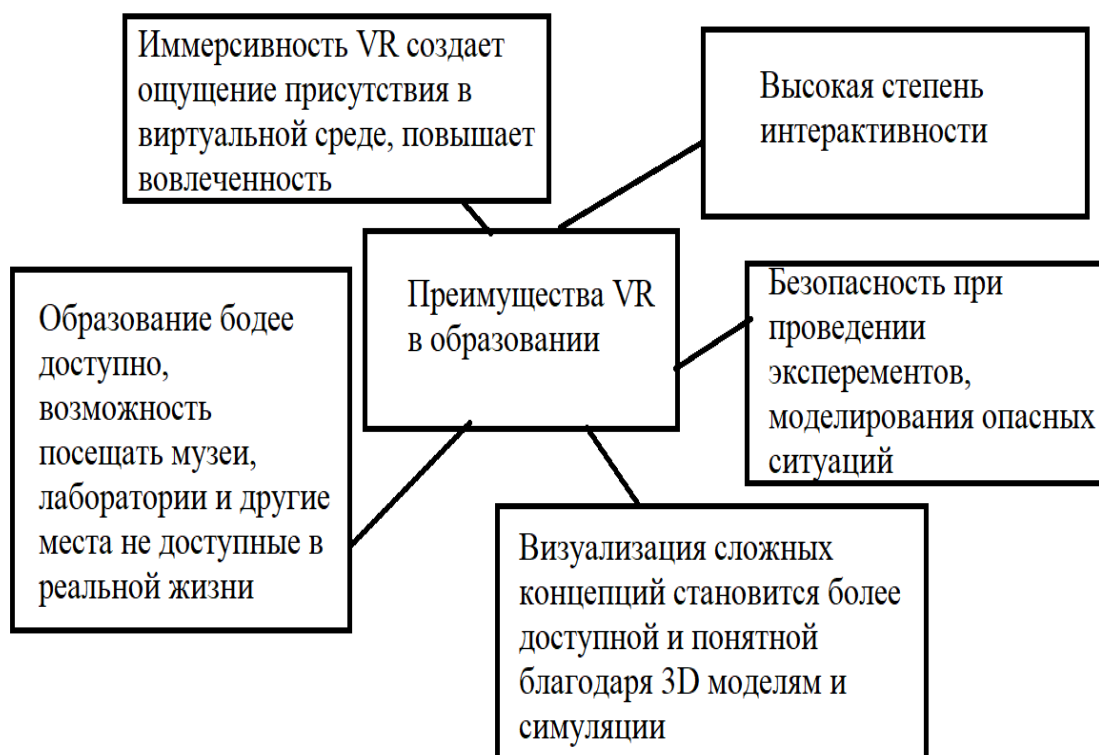 Иммерсивность VR создает
ощущение присутствия в
виртуальной среде, повышает
вовлеченность
Высокая степень
интерактивности
Преимущества VR
в образовании
Безопасность при
проведении
эксперементов,
моделирования опасных
ситуаций
Образование бодее
доступно,
возможность
посещать музеи,
лаборатории и другие
места не доступные в
реальной жизни
Визуализация сложных
концепций становится более
доступной и понятной
благодаря 3D моделям и
симуляции